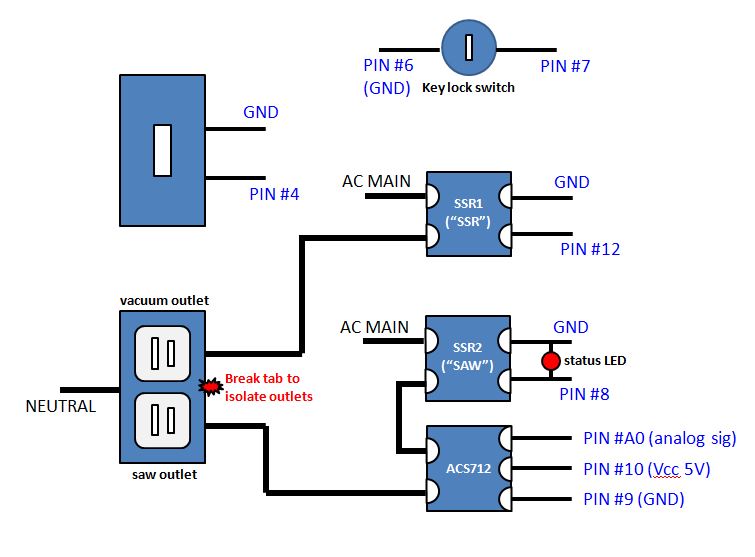 PIN #6
(GND)
Key lock switch
PIN #7
GND
PIN #4
AC MAIN
SSR1
("SSR")
GND
PIN #12
vacuum outlet
NEUTRAL
Break tab to
isolate outlets
saw outlet
AC MAIN
SSR2
("SAW")
GND
status LED
PIN #8
ACS712
PIN #A0 (analog sig)
PIN #10 (Vcc 5V)
PIN #9 (GND)